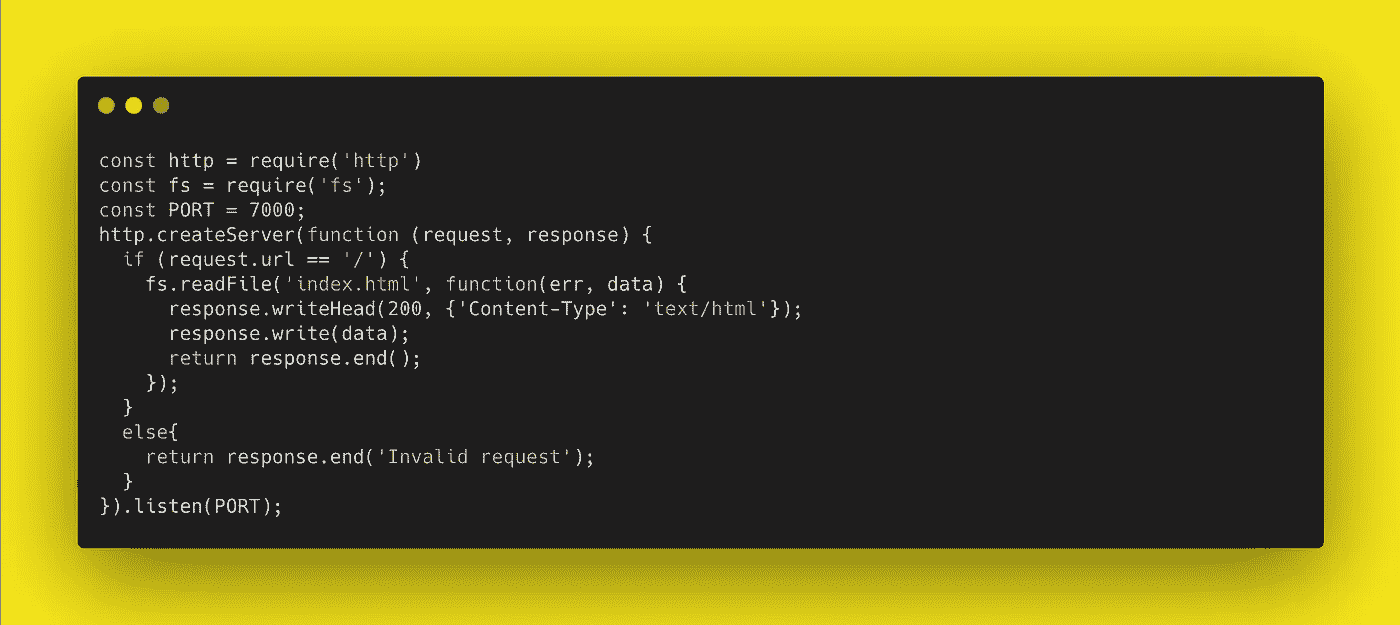 const http = require('http')
const fs = require('fs');
const PORT = 7000;
http.createServer(function (request, response) {
  if (request.url == '/') {
    fs.readFile('index.html', function(err, data) {
      response.writeHead(200, {'Content-Type': 'text/html'});
      response.write(data);
      return response.end();
    });
  }
  else{
    return response.end('Invalid request');
  }
}).listen(PORT);